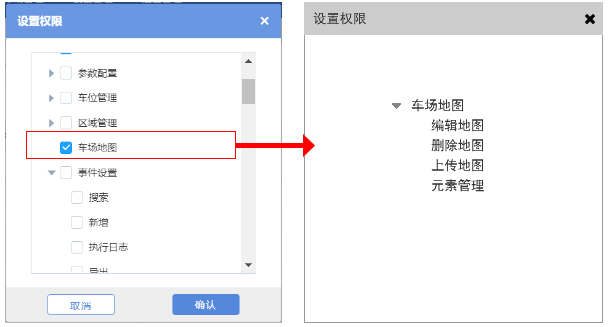 设置权限
参数配置
车位管理
区域管理
车场地图
事件设置
搜索
新增
执行日志
导出
取消
确认
设置权限
车场地图
编辑地图
删除地图
上传地图
元素管理